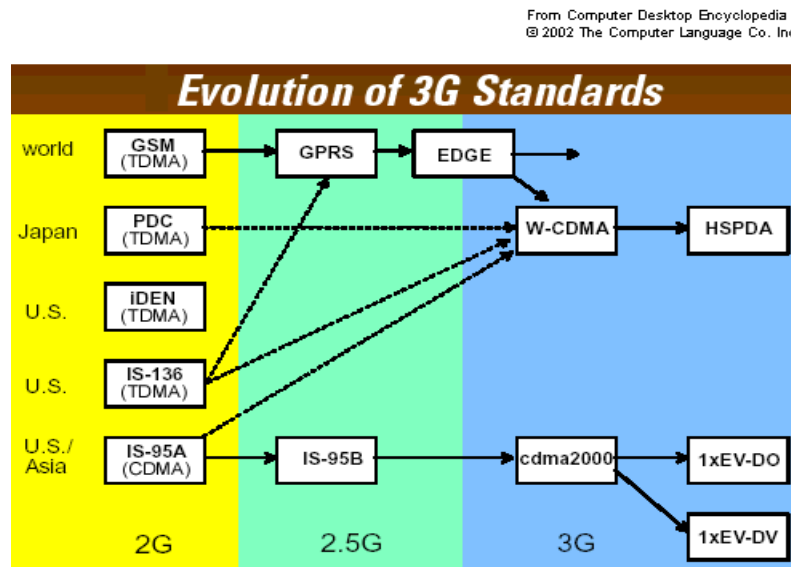 From Computer Desktop Encyclopedia
© 2002 The Computer Language Co. Inc
Evolution of 3G Standards
world
GSM
(TDMA)
GPRS
EDGE
Japan
PDC
(TDMA)
W-CDMA
HSPDA
U.S.
iDEN
(TDMA)
U.S.
IS-136
(TDMA)
U.S./
Asia
IS-95A
(CDMA)
IS-95B
cdma2000
1xEV-DO
1xEV-DV
2G
2.5G
3G